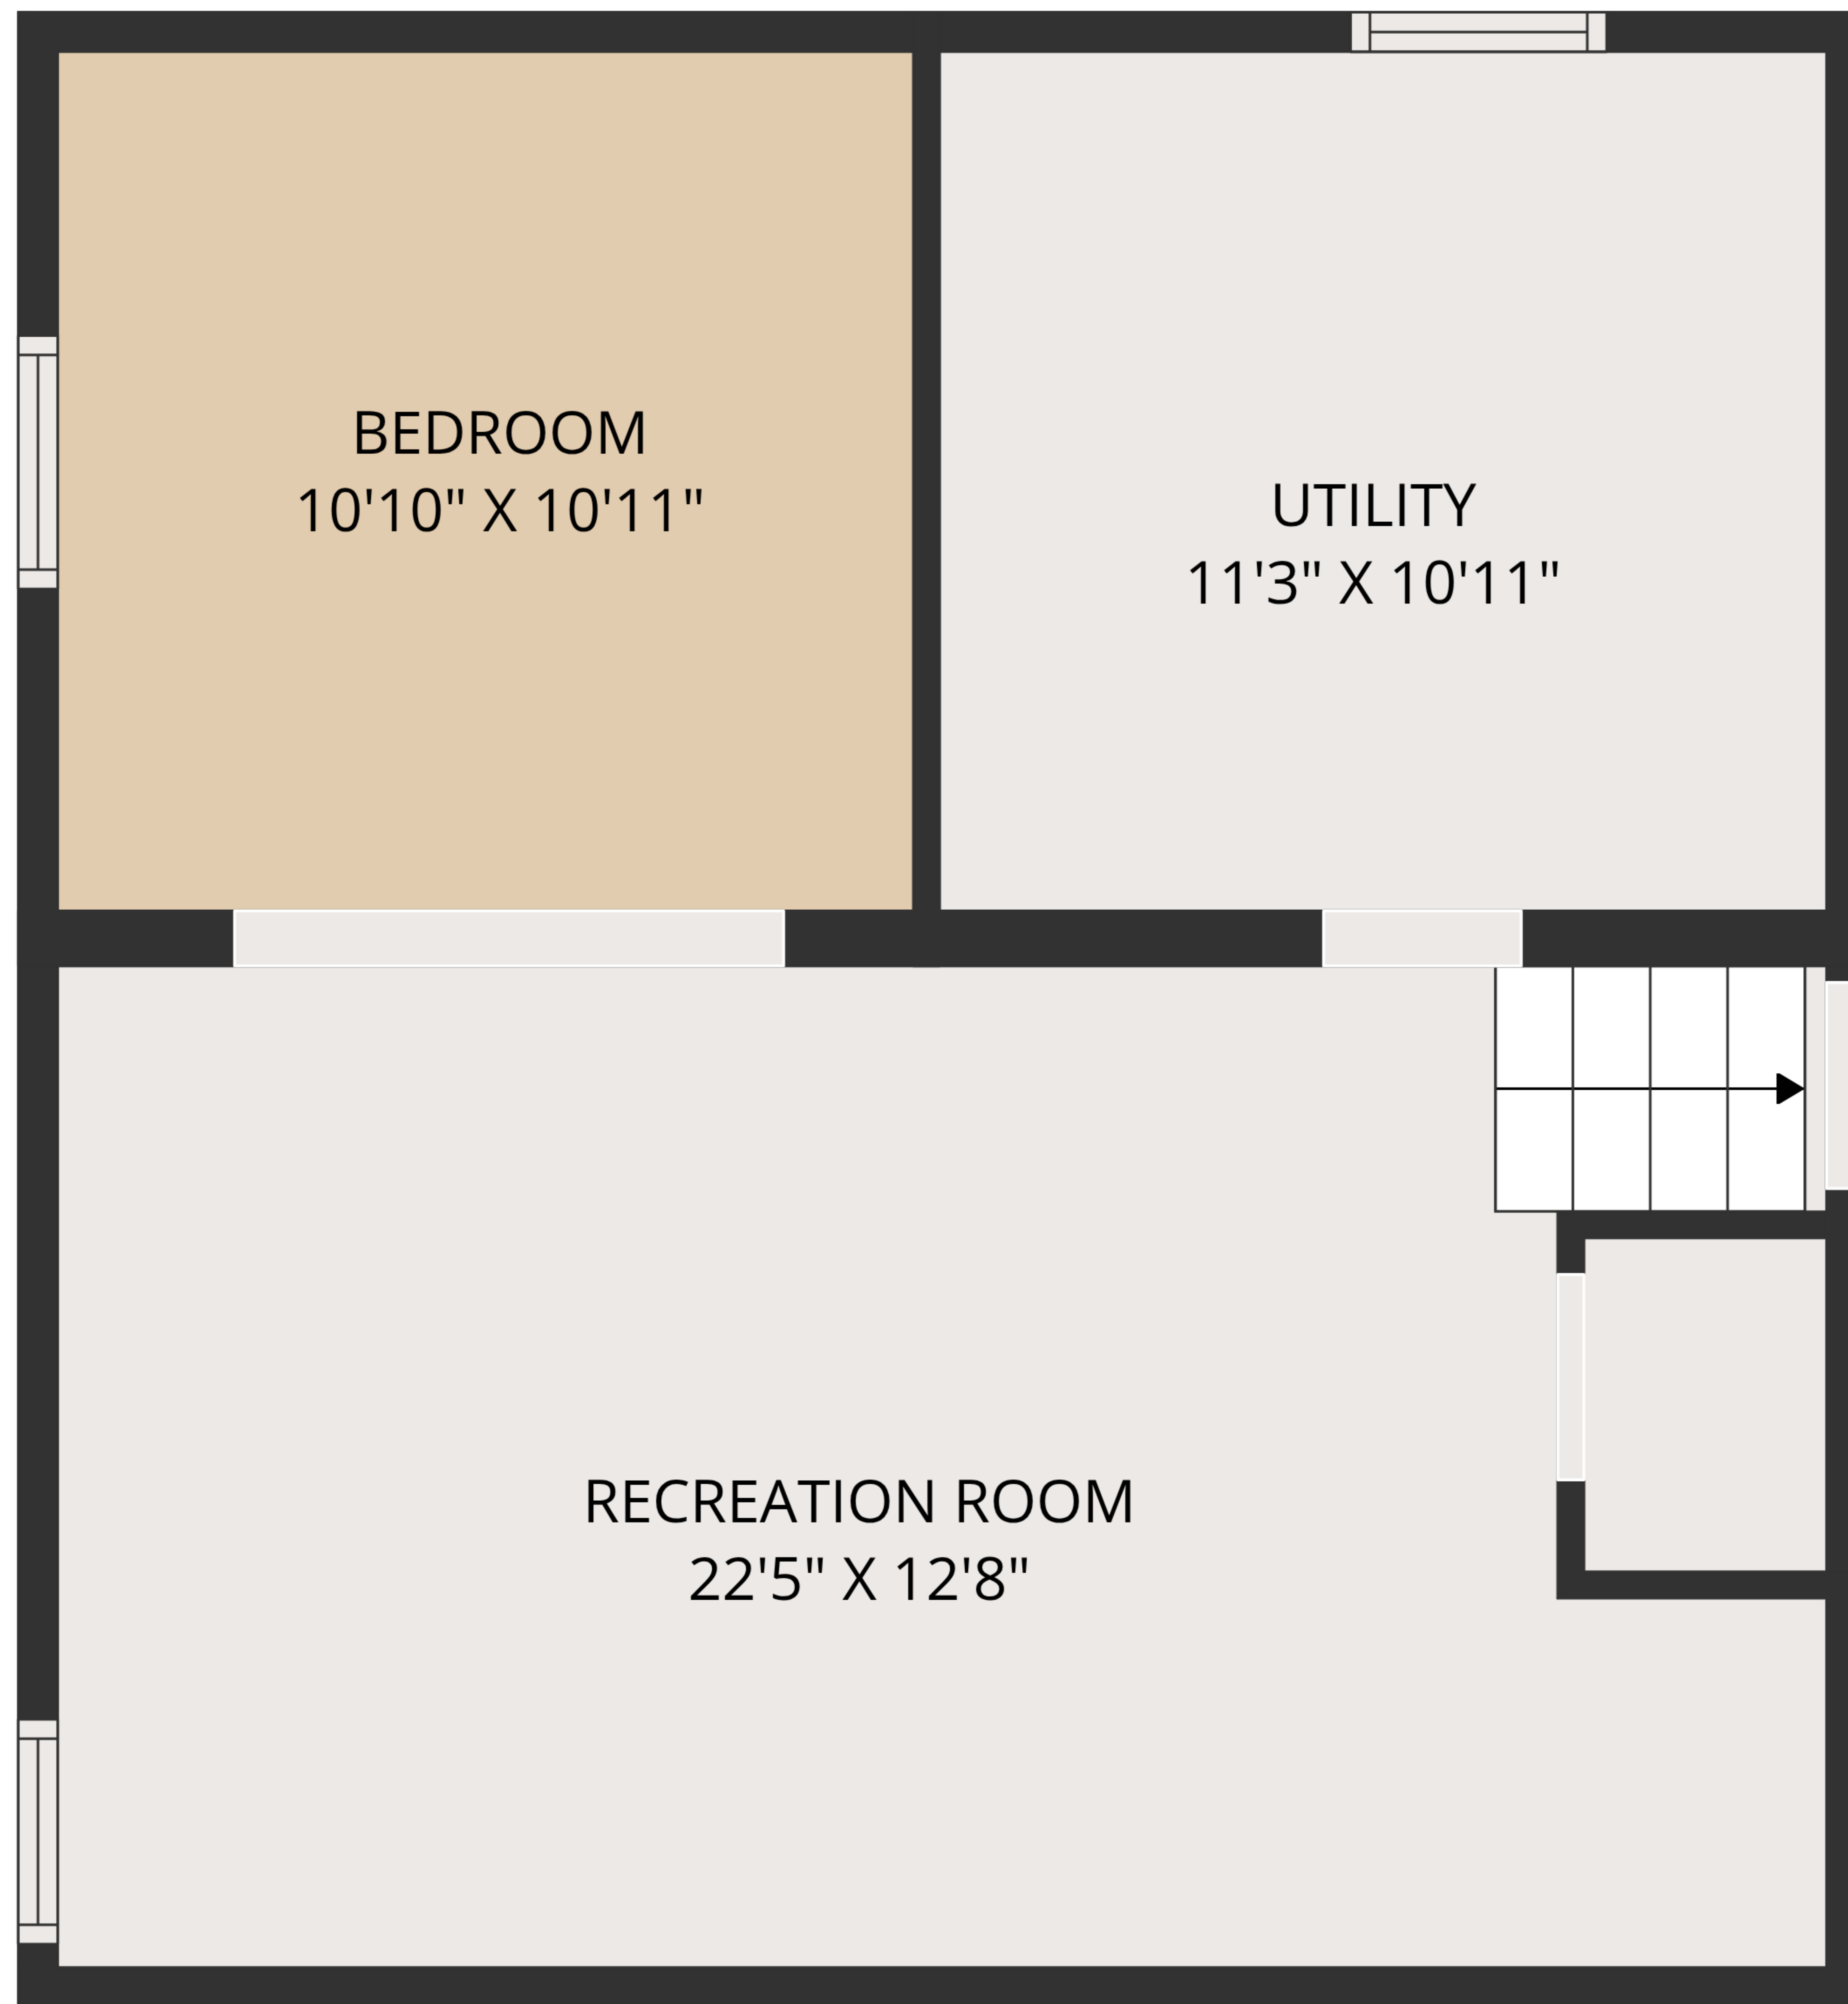 BEDROOM
10'10" X 10'11"
UTILITY
11'3" X 10'11"
RECREATION ROOM
22'5" X 12'8"